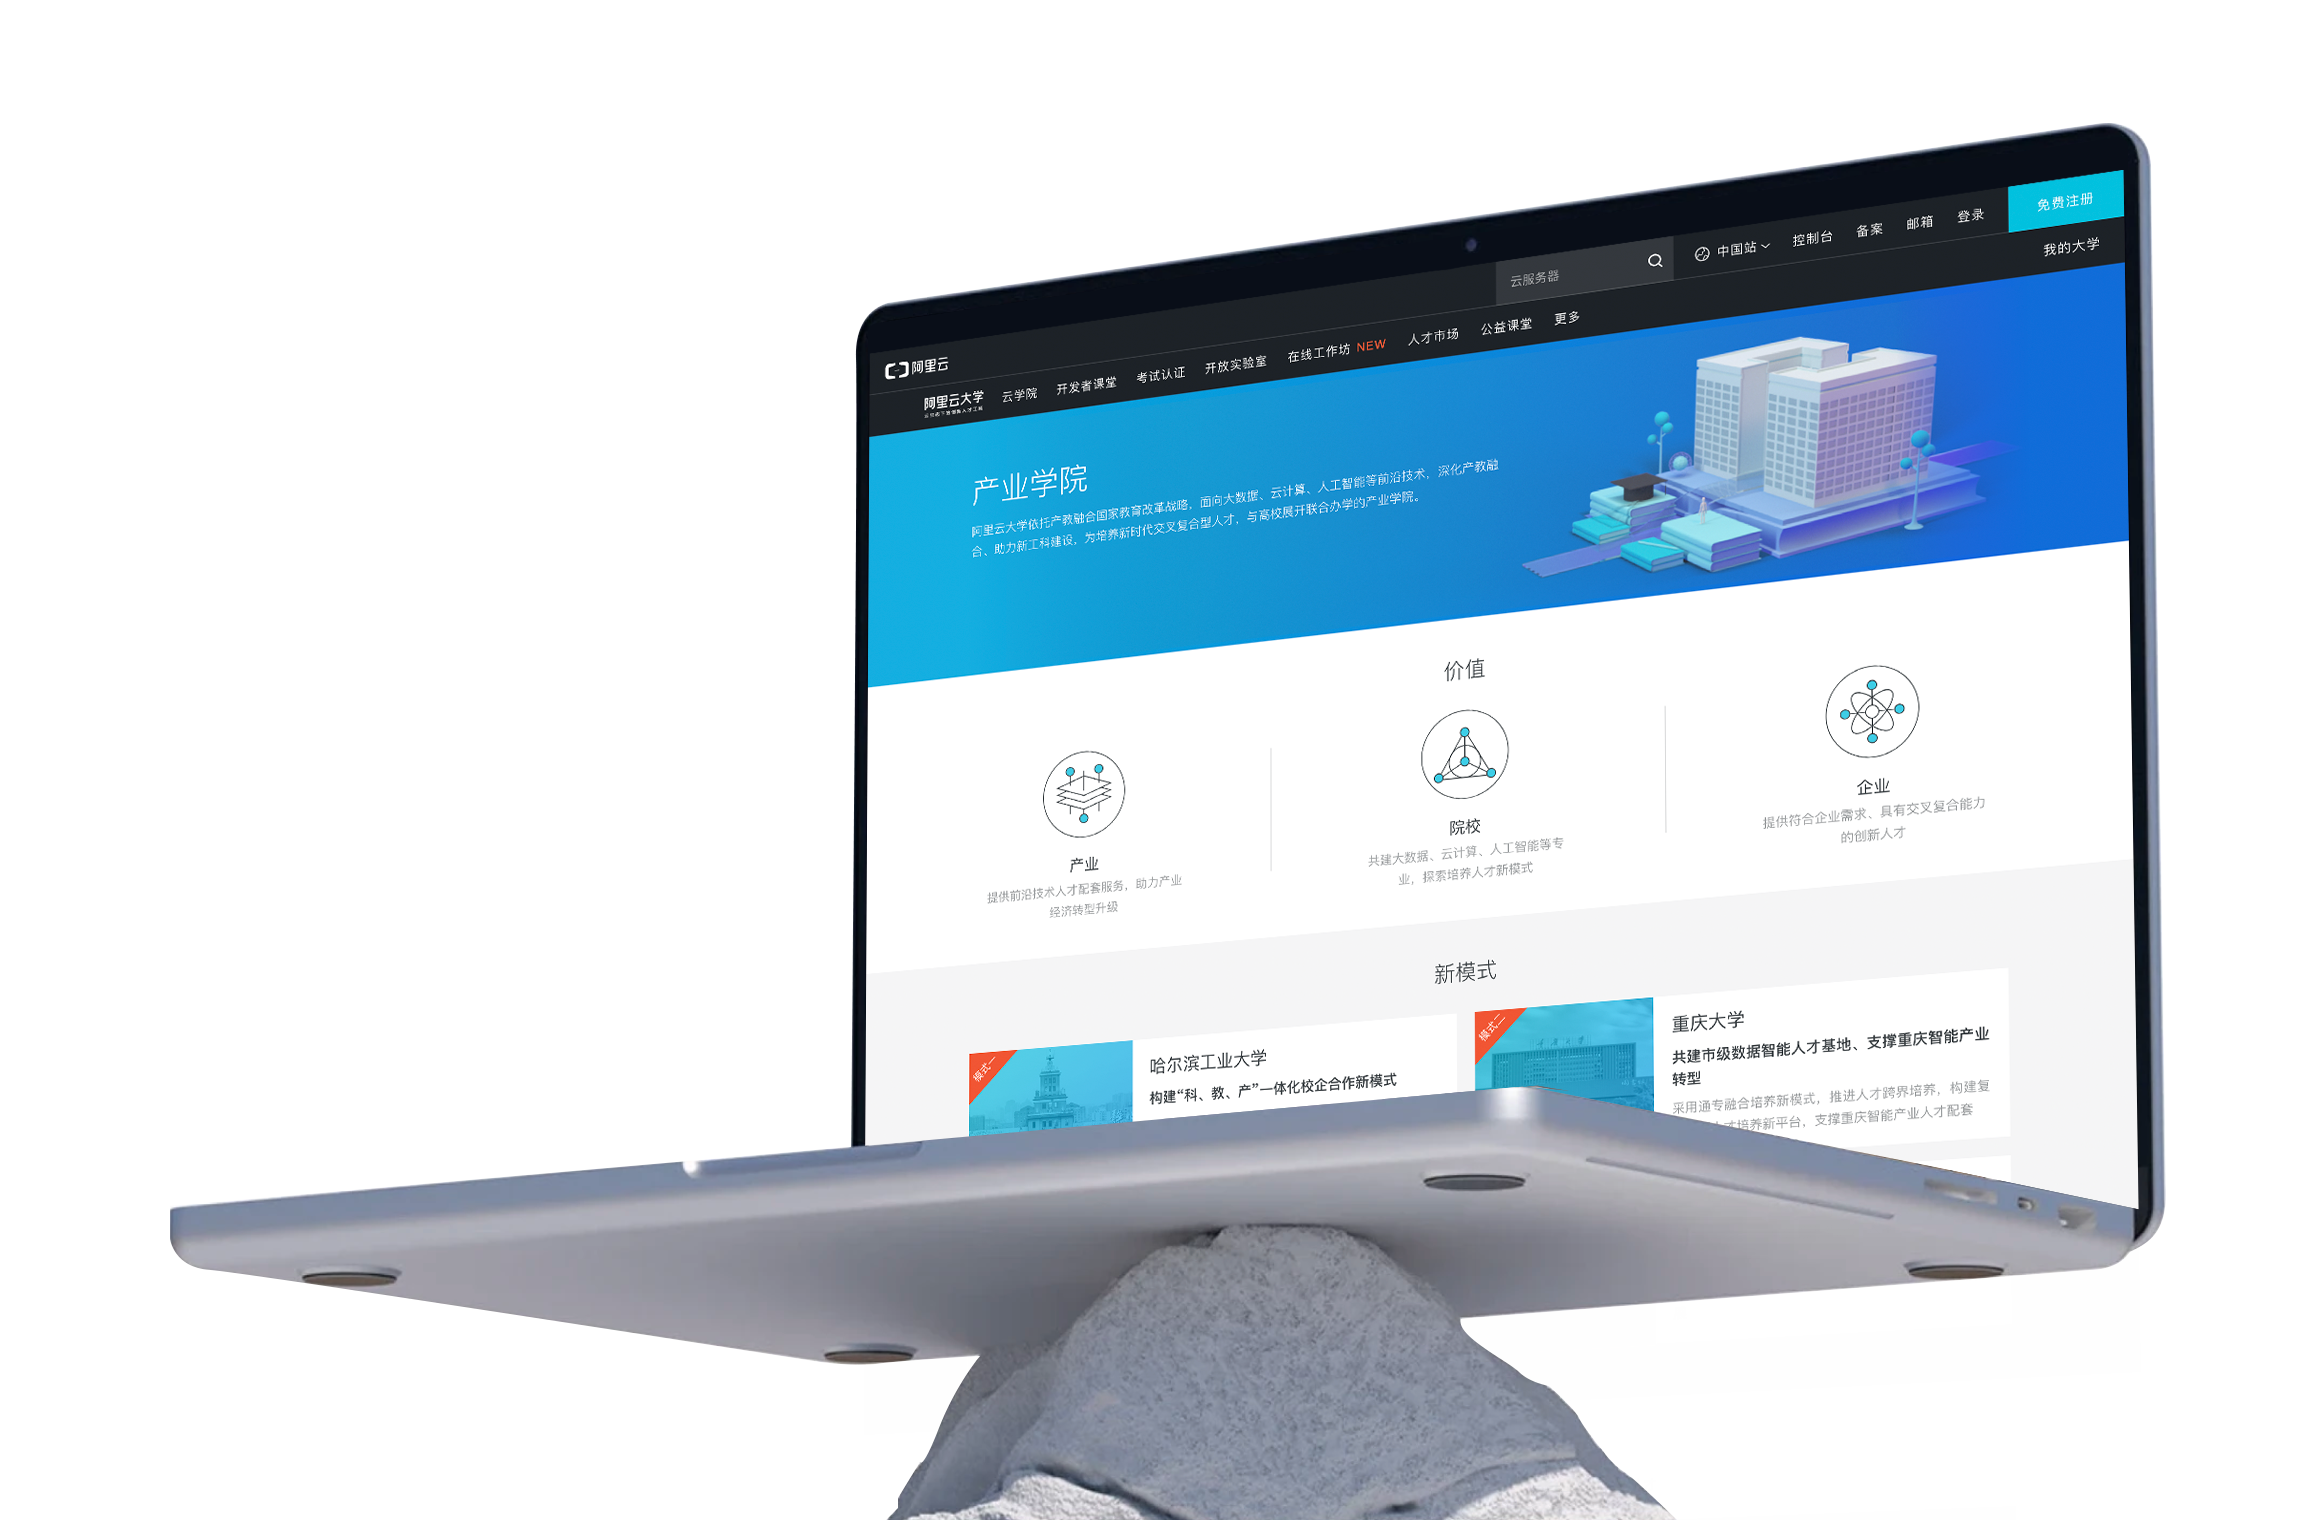 阿里云
云服务器
中国站
控制台
备案
邮箱
登录
免费注册
阿里云大学
云学院
开发者课堂
考试认证
开放实验室
在线工作坊 NEW
人才市场
公益课堂
更多
我的大学
产业学院
阿里云大学依托产教融合国家教育改革战略，面向大数据、云计算、人工智能等前沿技术，深化产教融
合、助力新工科建设，为培养新时代交叉复合型人才，与高校展开联合办学的产业学院。
价值
产业
提供前沿技术人才配套服务，助力产业
经济转型升级
院校
共建大数据、云计算、人工智能等专
业，探索培养人才新模式
企业
提供符合企业需求、具有交叉复合能力
的创新人才
新模式
模式一
哈尔滨工业大学
构建“科、教、产”一体化校企合作新模式
模式二
重庆大学
共建市级数据智能人才基地、支撑重庆智能产业
转型
采用通专融合培养新模式，推进人才跨界培养，构建复
才培养新平台，支撑重庆智能产业人才配套